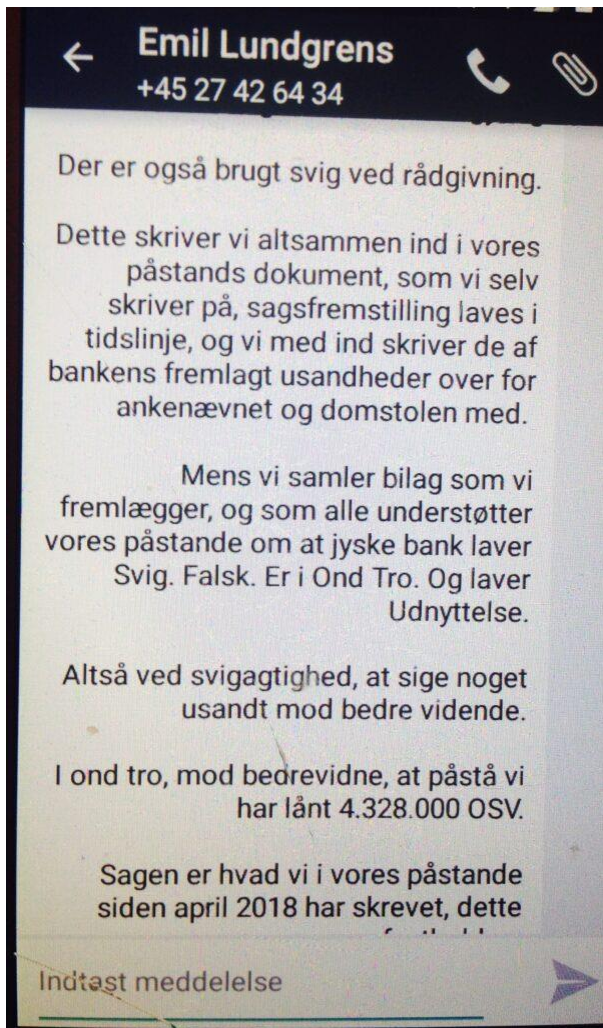 Emil Lundgrens
+45 27 42 64 34
Der er også brugt svig ved rådgivning.
Dette skriver vi altsammen ind i vores
påstands dokument, som vi selv
skriver på, sagsfremstilling laves i
tidslinje, og vi med ind skriver de af
bankens fremlagt usandheder over for
ankenævnet og domstolen med.
Mens vi samler bilag som vi
fremlægger, og som alle understøtter
vores påstande om at jyske bank laver
Svig. Falsk. Er i Ond Tro. Og laver
Udnyttelse.
Altså ved svigagtighed, at sige noget
usandt mod bedre vidende.
I ond tro, mod bedrevidne, at påstå vi
har lånt 4.328.000 OSV.
Sagen er hvad vi i vores påstande
siden april 2018 har skrevet, dette
Indtast meddelelse